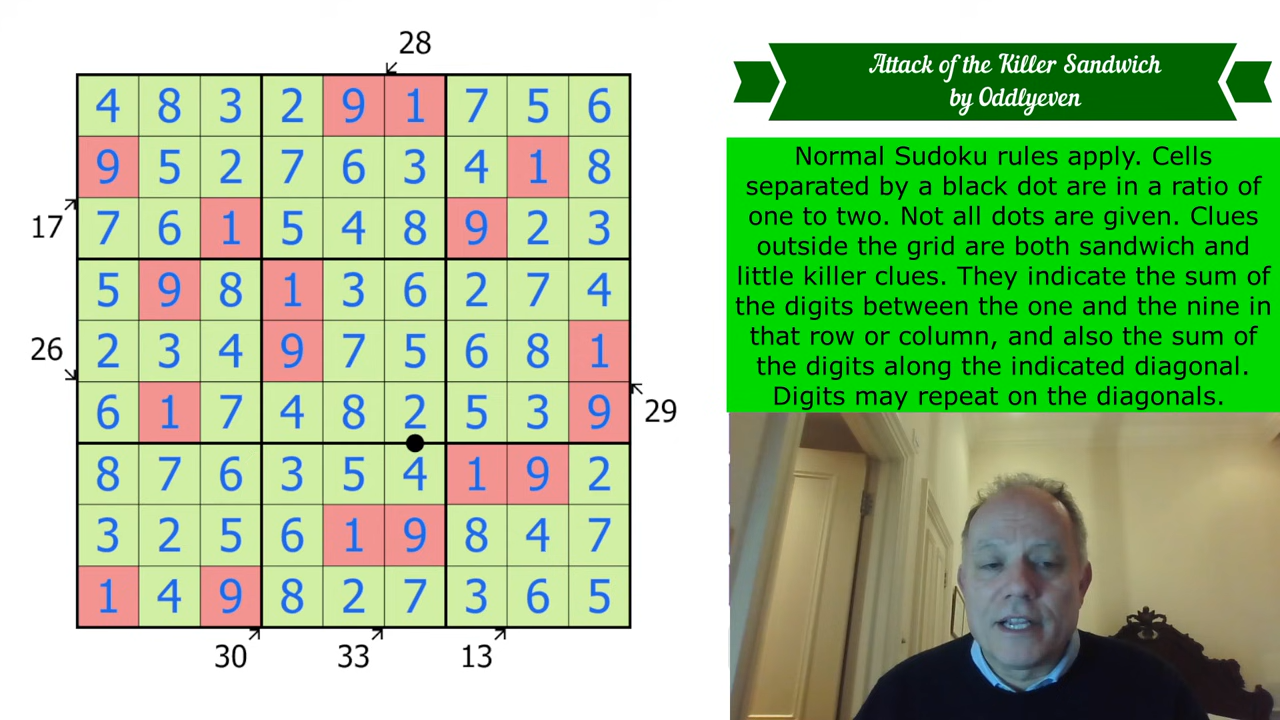 28
4 8 3 2 9 1 7 5 6
9 5 2 7 6 3 4 1 8
17
7 6 1 5 4 8 9 2 3
5 9 8 1 3 6 2 7 4
26
2 3 4 9 7 5 6 8 1
6 1 7 4 8 2 5 3 9
29
8 7 6 3 5 4 1 9 2
3 2 5 6 1 9 8 4 7
1 4 9 8 2 7 3 6 5
30 33 13
Attack of the Killer Sandwich
by Oddlyeven
Normal Sudoku rules apply. Cells
separated by a black dot are in a ratio of
one to two. Not all dots are given. Clues
outside the grid are both sandwich and
little killer clues. They indicate the sum of
the digits between the one and the nine in
that row or column, and also the sum of
the digits along the indicated diagonal.
Digits may repeat on the diagonals.